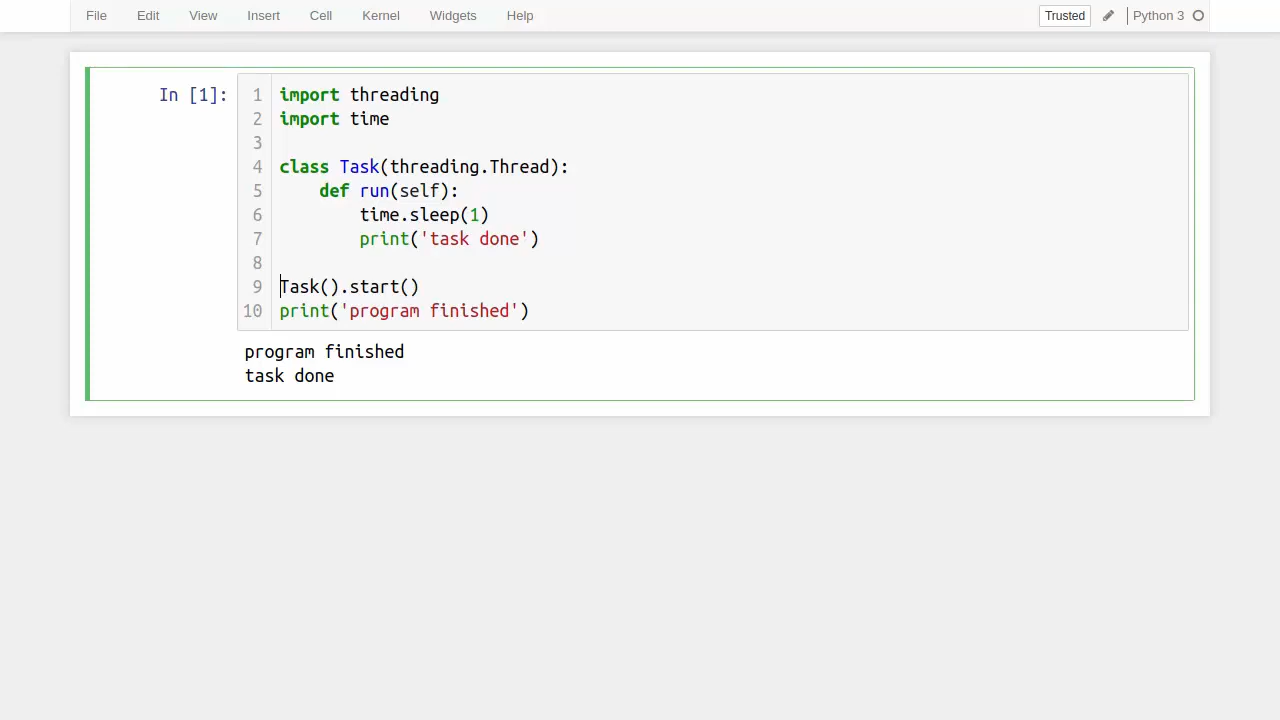 File Edit View Insert Cell Kernel Widgets Help Trusted Python 3
In [1]:
1 import threading
2 import time
3
4 class Task(threading.Thread):
5     def run(self):
6         time.sleep(1)
7         print('task done')
8
9 Task().start()
10 print('program finished')
program finished
task done